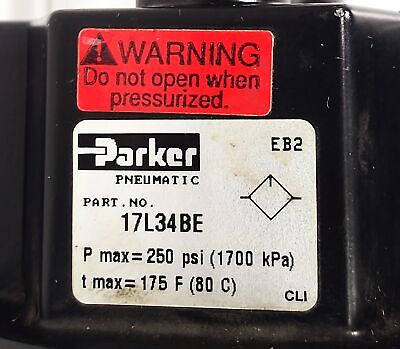 WARNING
Do not open when
pressurized.
Parker
EB2
PNEUMATIC
PART.NO.
17L34BE
P max=250 psi (1700 kPa)
t max=175 F (80 C)
CLI